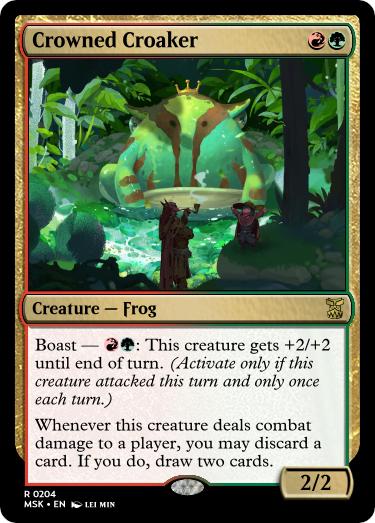 Crowned Croaker
Creature — Frog
Boast — : This creature gets +2/+2
until end of turn. (Activate only if this
creature attacked this turn and only once
each turn.)
Whenever this creature deals combat
damage to a player, you may discard a
card. If you do, draw two cards.
2/2
R 0204
MSK • EN LEI MIN